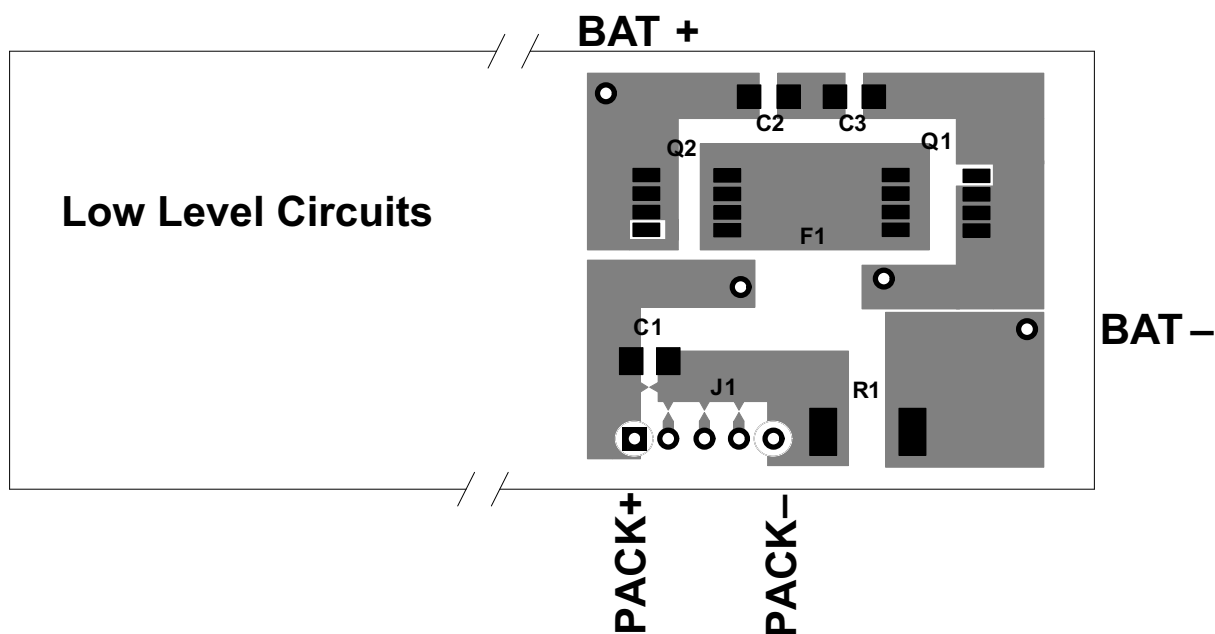 BAT +
C2
C3
Q2
Q1
Low Level Circuits
F1
C1
BAT –
J1
R1
PACK+
PACK–